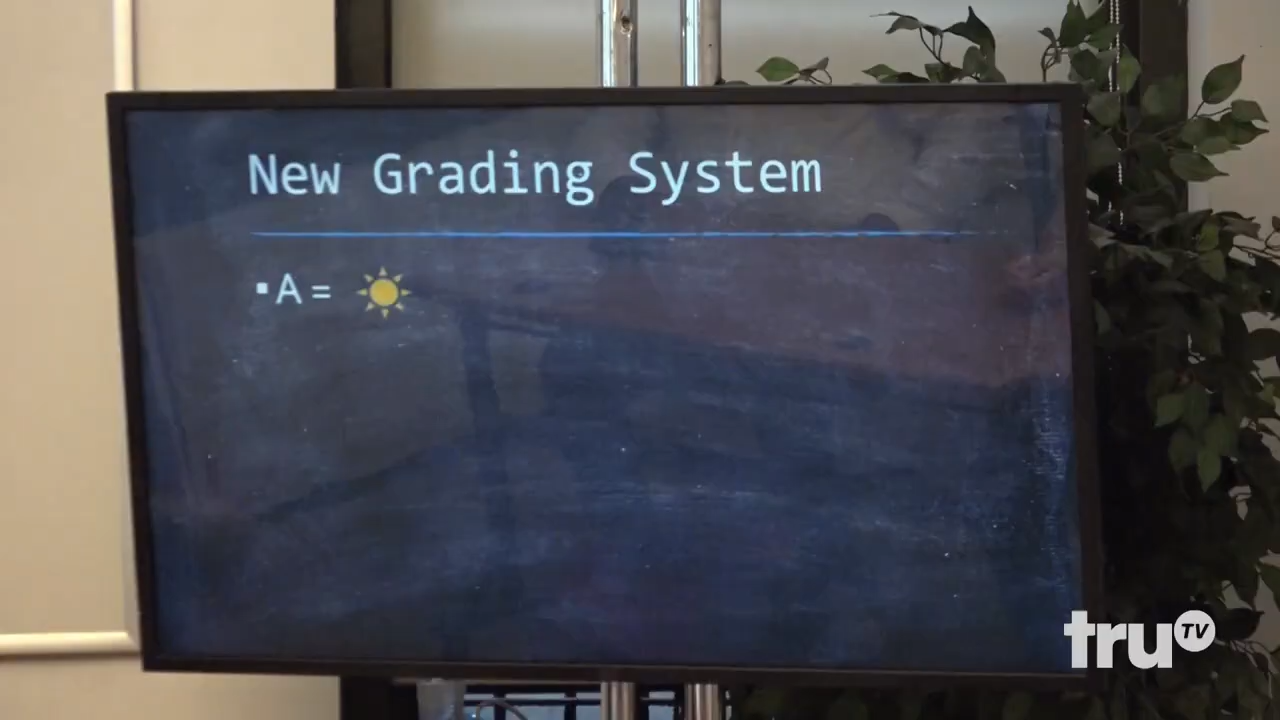 New Grading System
▪A = ☀
truTV